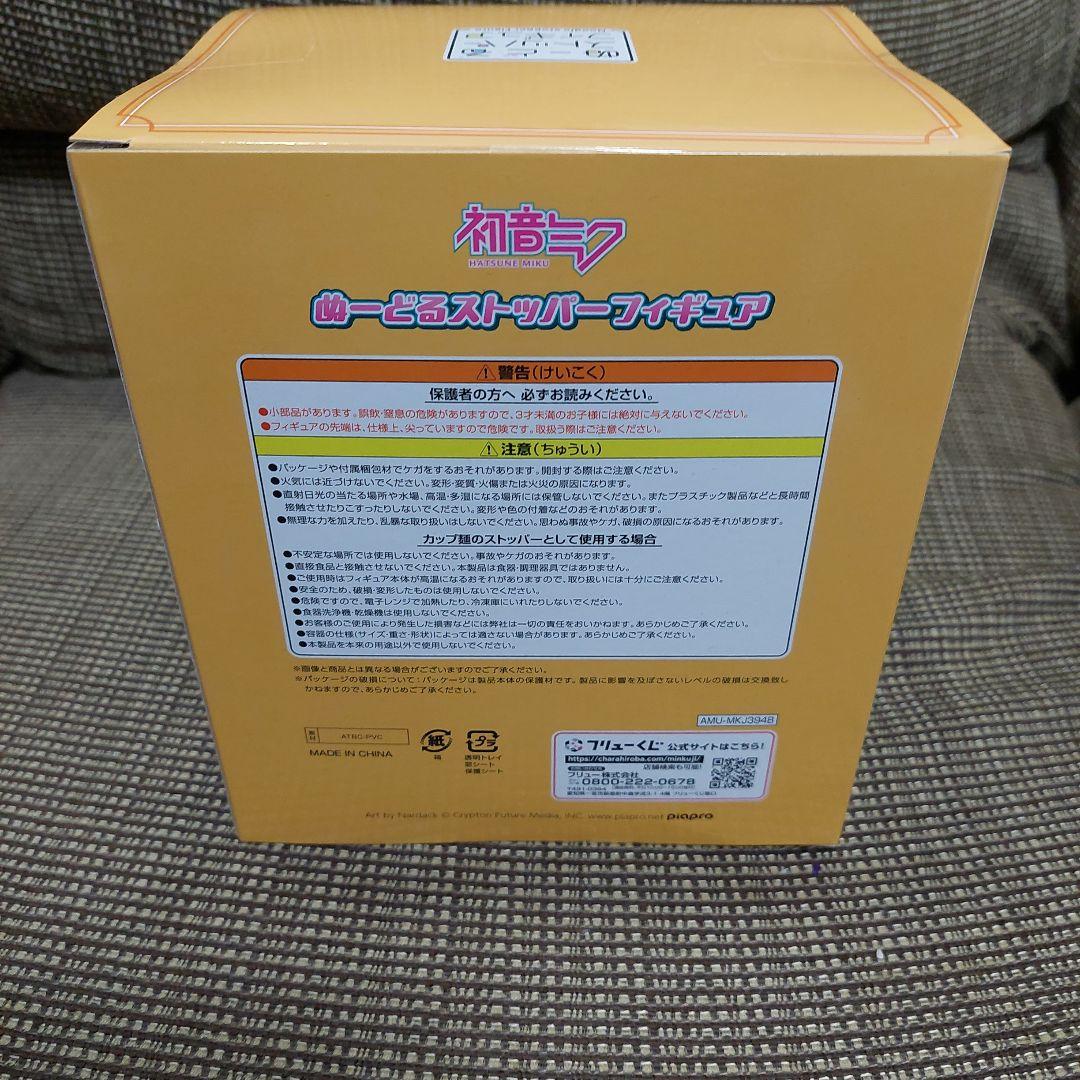 ぬーどる
ストッパー
フィギュア
初音ミク
HATSUNE MIKU
ぬーどるストッパーフィギュア
⚠警告(けいこく)
保護者の方へ 必ずお読みください。
●小部品があります。誤飲・窒息の危険がありますので、3才未満のお子様には絶対に与えないでください。
●フィギュアの先端は、仕様上、尖っていますので危険です。取扱う際はご注意ください。
⚠注意(ちゅうい)
●パッケージや付属梱包材でケガをするおそれがあります。開封する際はご注意ください。
●火気には近づけないでください。変形・変質・火傷または火災の原因になります。
●直射日光の当たる場所や水場、高温・多湿になる場所には保管しないでください。またプラスチック製品などと長時間
接触させたりこすったりしないでください。変形や色の付着などのおそれがあります。
●無理な力を加えたり、乱暴な取り扱いはしないでください。思わぬ事故やケガ、破損の原因になるおそれがあります。
カップ麺のストッパーとして使用する場合
●不安定な場所では使用しないでください。事故やケガのおそれがあります。
●直接食品と接触させないでください。本製品は食器・調理器具ではありません。
●ご使用時はフィギュア本体が高温になるおそれがありますので、取り扱いには十分にご注意ください。
●安全のため、破損・変形したものは使用しないでください。
●危険ですので、電子レンジで加熱したり、冷凍庫にいれたりしないでください。
●食器洗浄機・乾燥機は使用しないでください。
●お客様のご使用により発生した損害などには弊社は一切の責任をおいかねます。あらかじめご了承ください。
●容器の仕様(サイズ・重さ・形状)によっては適さない場合があります。あらかじめご了承ください。
●本製品を本来の用途以外で使用しないでください。
※画像と商品とは異なる場合がございますのでご了承ください。
※パッケージの破損について:パッケージは製品本体の保護材です。製品に影響を及ぼさないレベルの破損は交換致し
かねますので、あらかじめご了承ください。
AMU-MKJ394B
素材 ATBC-PVC
MADE IN CHINA
紙
箱
プラ
透明トレイ
窓シート
保護シート
フリューくじ 公式サイトはこちら!
https://charahiroba.com/minkuji/
店舗検索も可能!
フリュー株式会社
0800-222-0678
Art by Nardack © Crypton Future Media, INC. www.piapro.net piapro